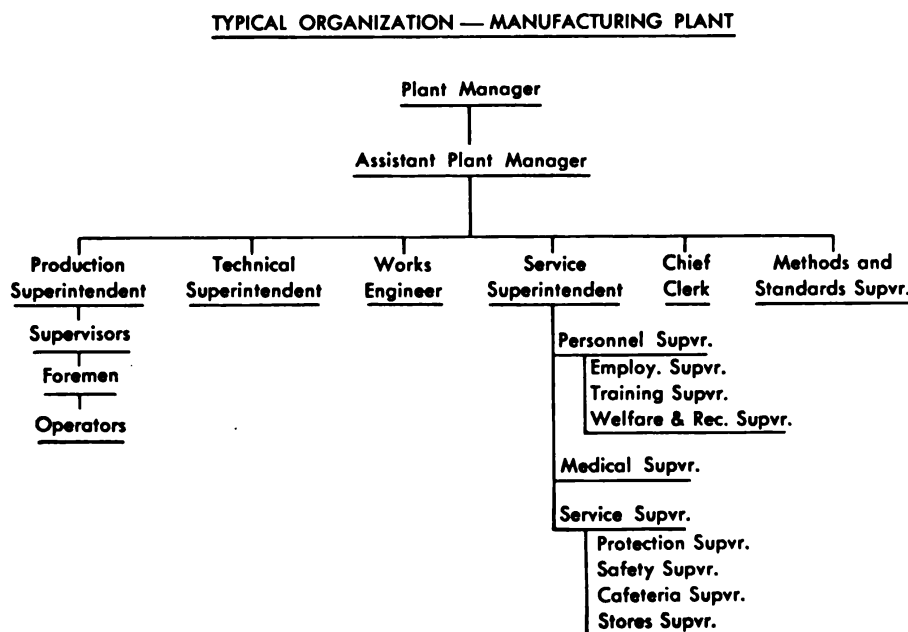 TYPICAL ORGANIZATION — MANUFACTURING PLANT
Plant Manager
Assistant Plant Manager
Production
Superintendent
Technical
Superintendent
Works
Engineer
Service
Superintendent
Chief
Clerk
Methods and
Standards Supvr.
Supervisors
Foremen
Operators
Personnel Supvr.
Employ. Supvr.
Training Supvr.
Welfare & Rec. Supvr.
Medical Supvr.
Service Supvr.
Protection Supvr.
Safety Supvr.
Cafeteria Supvr.
Stores Supvr.